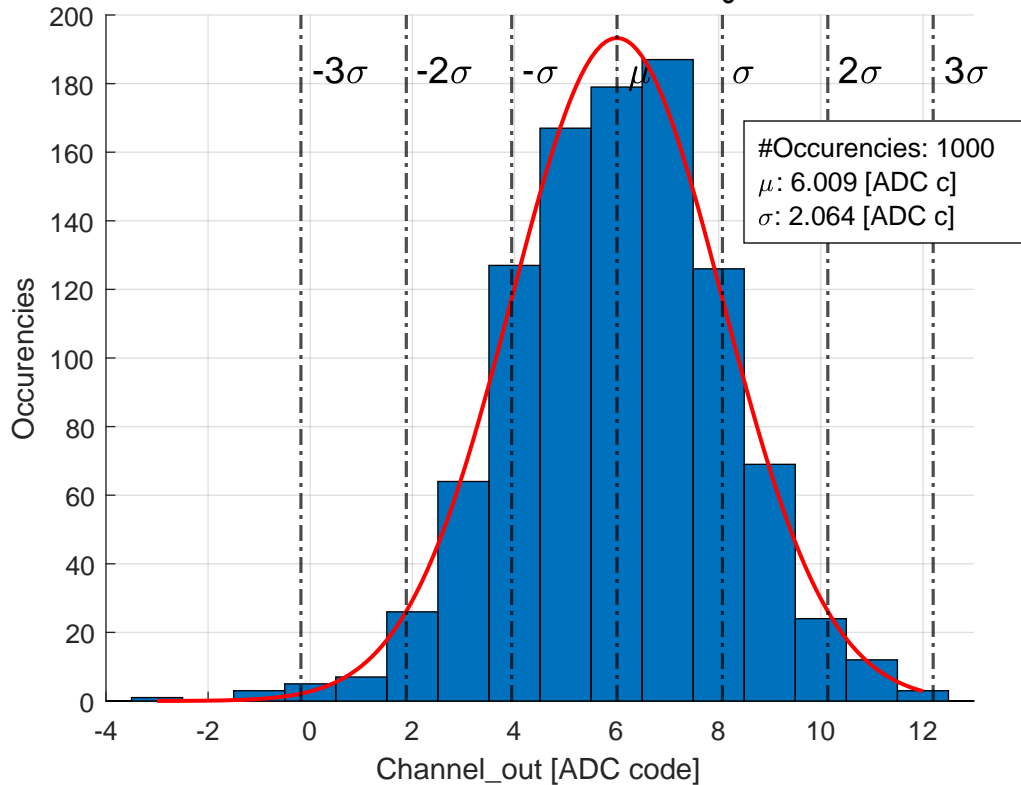 200
180
160
140
120
100
80
60
40
20
0
Occurencies
-3σ -2σ -σ μ σ 2σ 3σ
#Occurencies: 1000
μ: 6.009 [ADC c]
σ: 2.064 [ADC c]
-4 -2 0 2 4 6 8 10 12
Channel_out [ADC code]